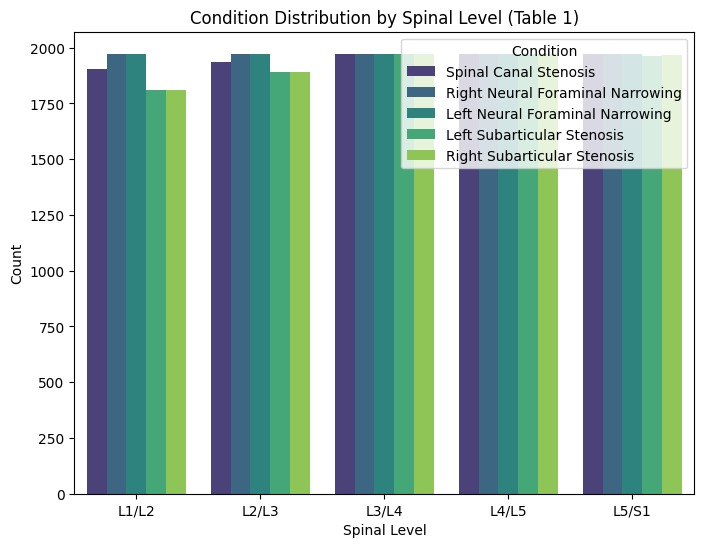 Condition Distribution by Spinal Level (Table 1)
Condition
Spinal Canal Stenosis
Right Neural Foraminal Narrowing
Left Neural Foraminal Narrowing
Left Subarticular Stenosis
Right Subarticular Stenosis
Count
2000
1750
1500
1250
1000
750
500
250
0
L1/L2 L2/L3 L3/L4 L4/L5 L5/S1
Spinal Level